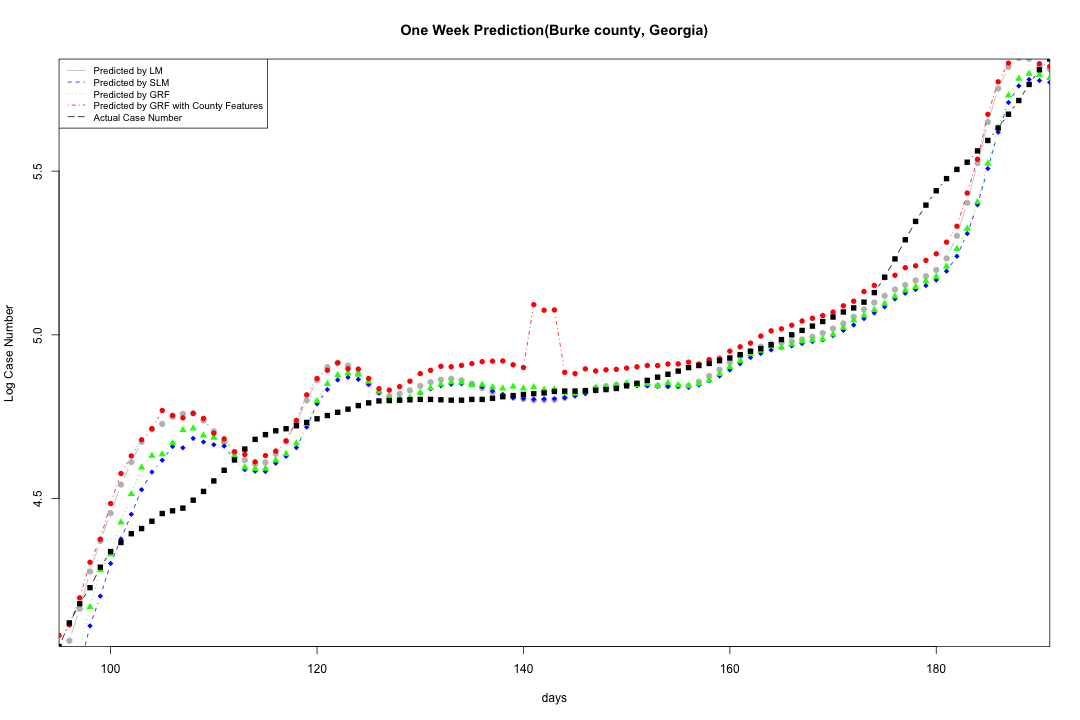 One Week Prediction(Burke county, Georgia)
Predicted by LM
Predicted by SLM
Predicted by GRF
Predicted by GRF with County Features
Actual Case Number
5.5
5.0
4.5
Log Case Number
100 120 140 160 180
days